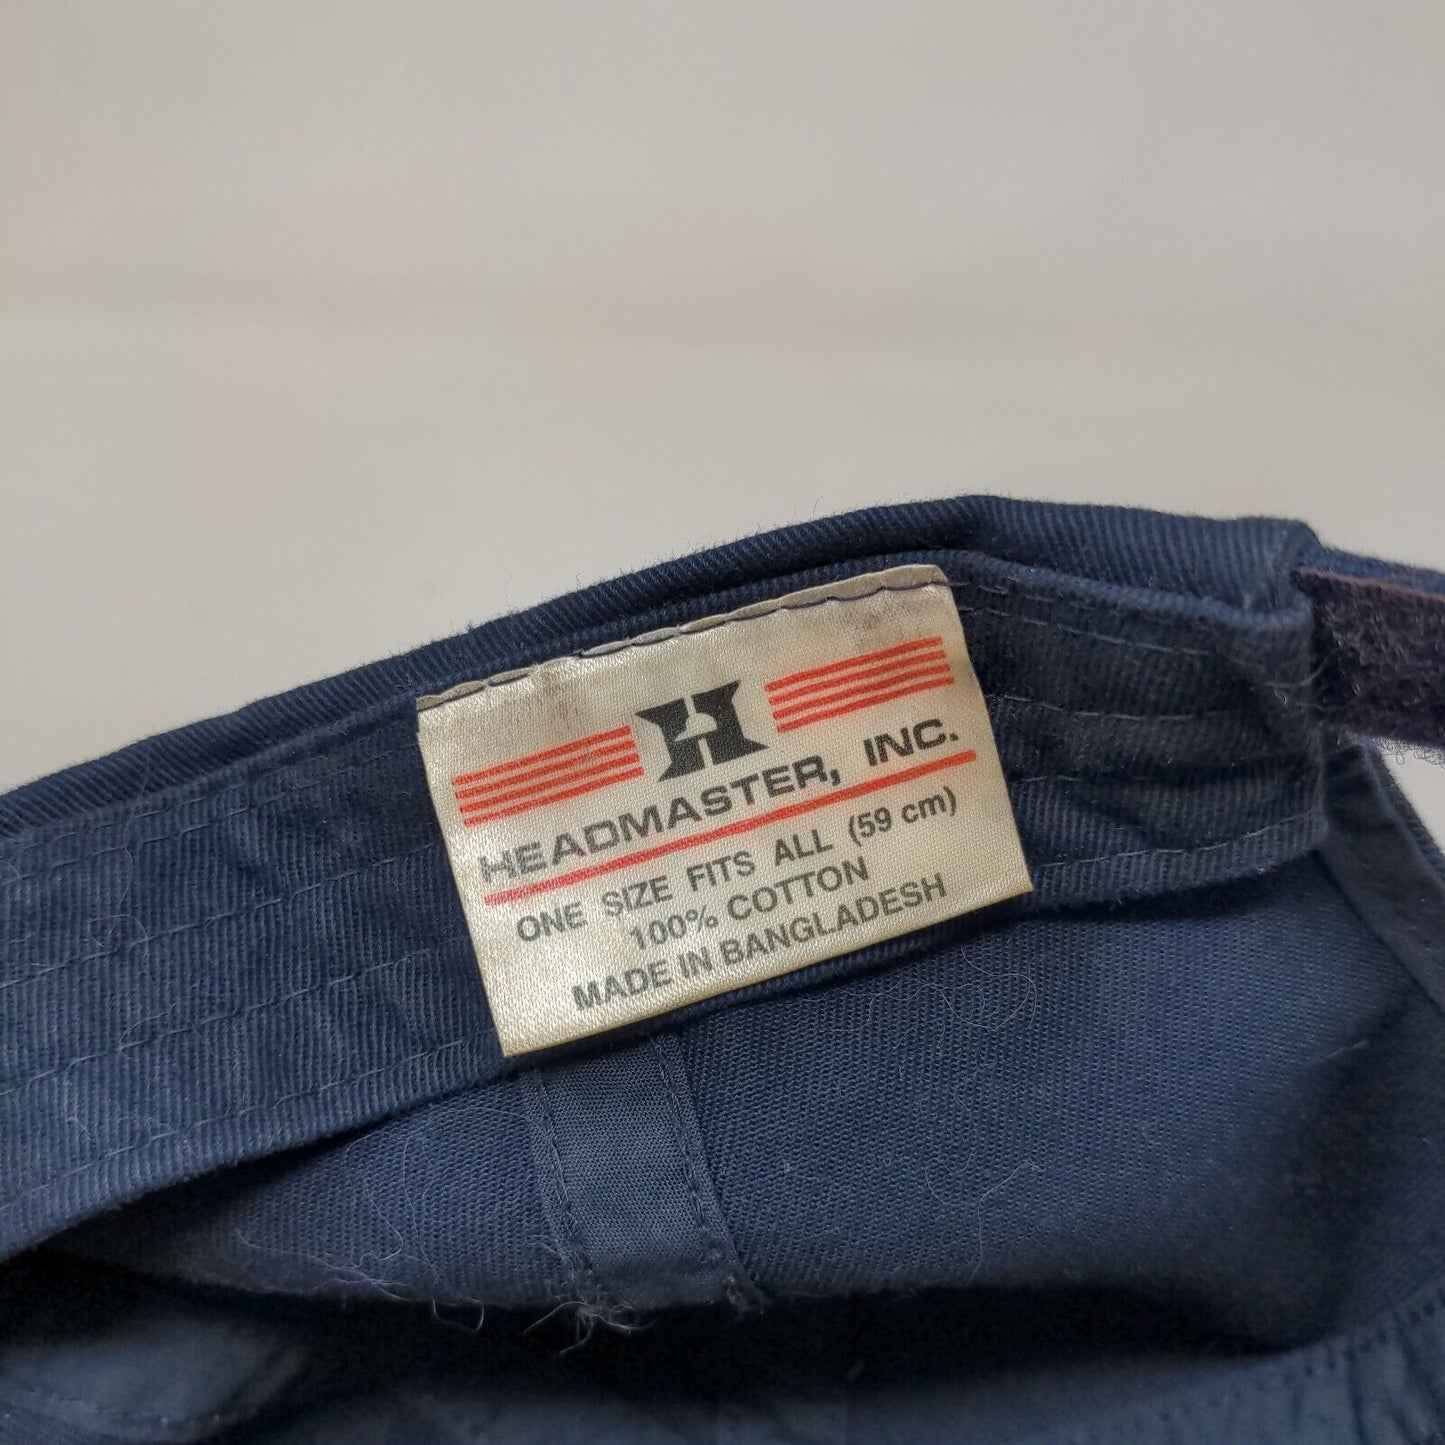 H
HEADMASTER, INC.
ONE SIZE FITS ALL (59 cm)
100% COTTON
MADE IN BANGLADESH